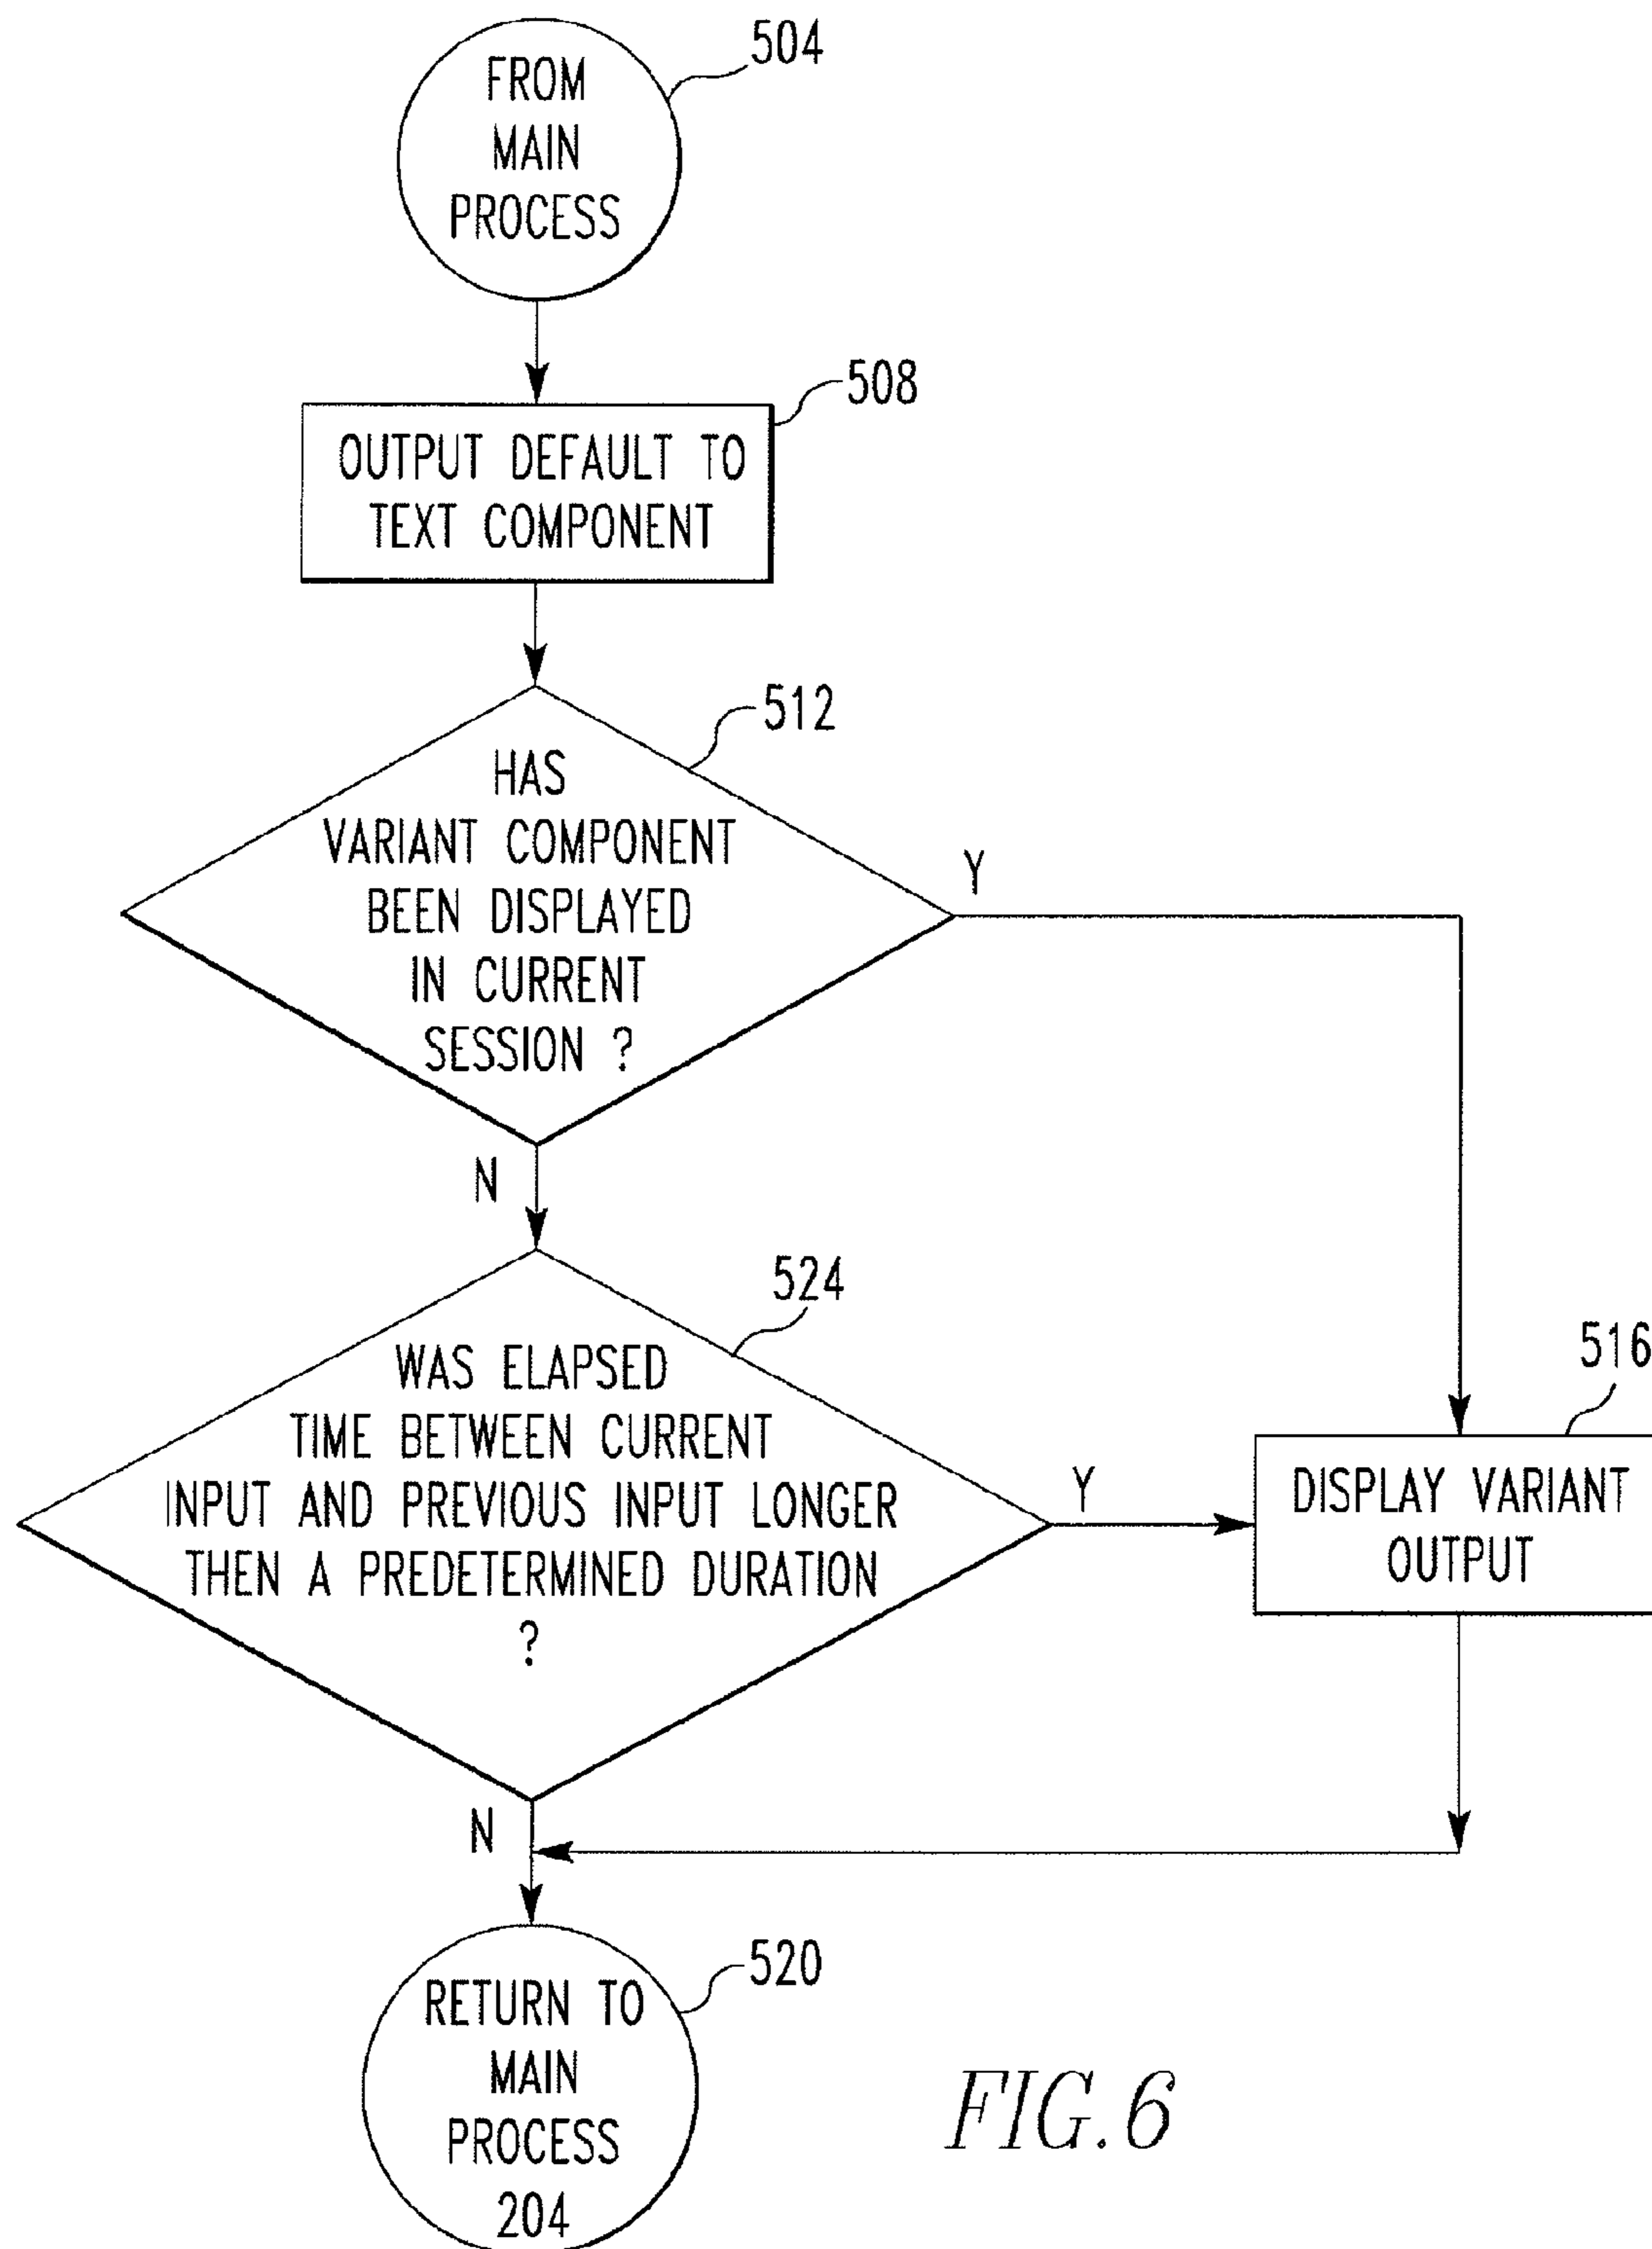 504
FROM
MAIN
PROCESS
508
OUTPUT DEFAULT TO
TEXT COMPONENT
512
HAS
VARIANT COMPONENT
BEEN DISPLAYED
IN CURRENT
SESSION ?
Y
N
524
WAS ELAPSED
TIME BETWEEN CURRENT
INPUT AND PREVIOUS INPUT LONGER
THEN A PREDETERMINED DURATION
?
Y
516
DISPLAY VARIANT
OUTPUT
N
520
RETURN TO
MAIN
PROCESS
204
FIG. 6